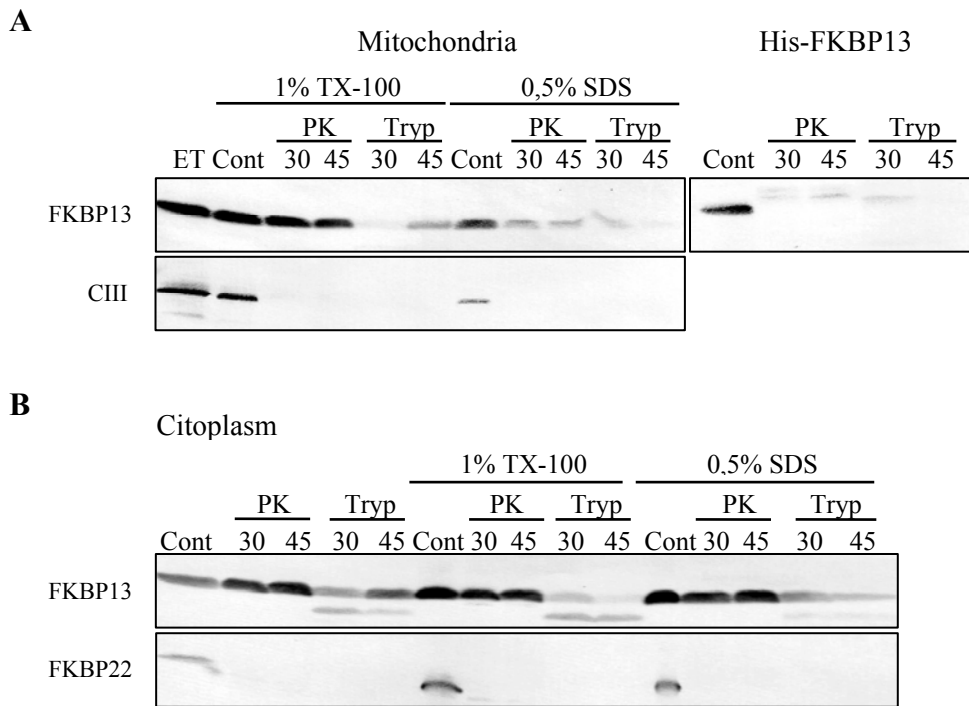 A
Mitochondria His-FKBP13
1% TX-100 0,5% SDS
PK Tryp PK Tryp PK Tryp
ET Cont 30 45 30 45 Cont 30 45 30 45 Cont 30 45 30 45
FKBP13
CIII
B
Citoplasm
1% TX-100 0,5% SDS
PK Tryp PK Tryp PK Tryp
Cont 30 45 30 45 Cont 30 45 30 45 Cont 30 45 30 45
FKBP13
FKBP22